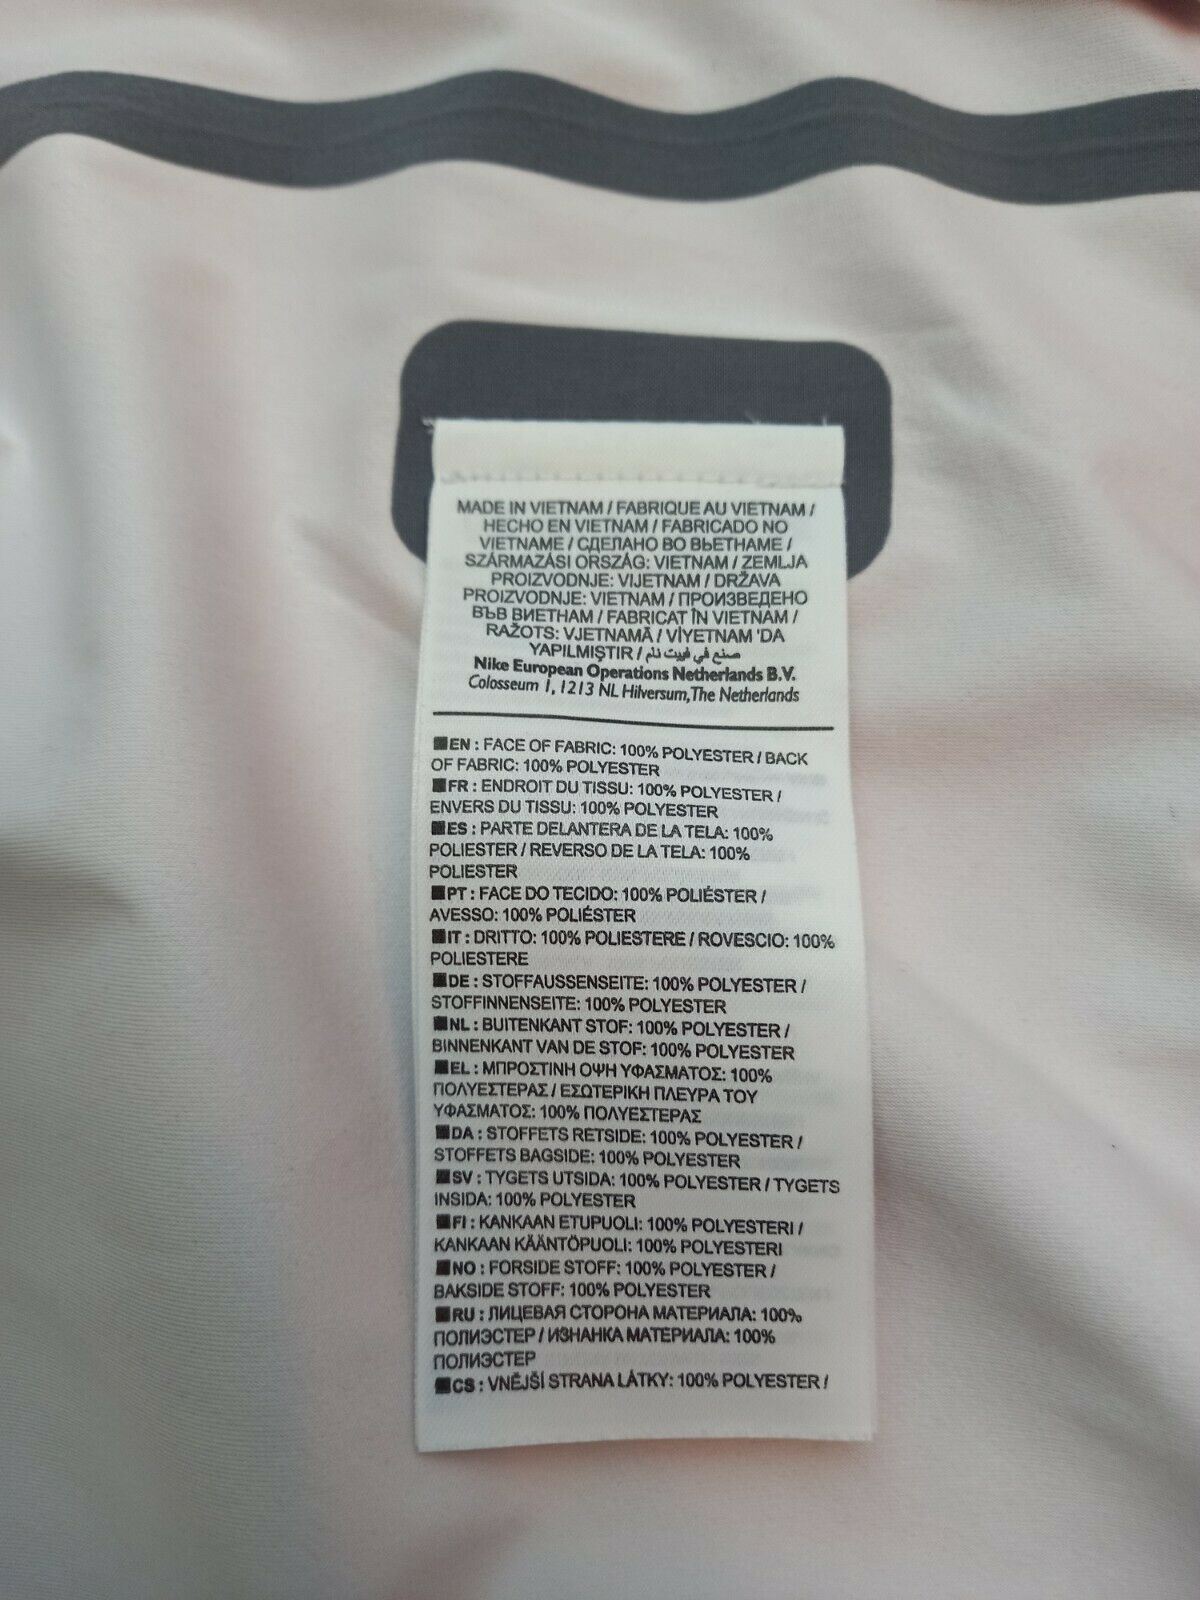 MADE IN VIETNAM / FABRIQUE AU VIETNAM /
HECHO EN VIETNAM / FABRICADO NO
VIETNAME / СДЕЛАНО ВО ВЬЕТНАМЕ /
SZÁRMAZÁSI ORSZÁG: VIETNAM / ZEMLJA
PROIZVODNJE: VIJETNAM / DRŽAVA
PROIZVODNJE: VIETNAM / ПРОИЗВЕДЕНО
ВЪВ ВИЕТНАМ / FABRICAT ÎN VIETNAM /
RAŽOTS: VJETNAMĀ / VİYETNAM 'DA
YAPILMIŞTIR / صنع في فييت نام
Nike European Operations Netherlands B.V.
Colosseum 1, 1213 NL Hilversum, The Netherlands
■EN : FACE OF FABRIC: 100% POLYESTER / BACK
OF FABRIC: 100% POLYESTER
■FR : ENDROIT DU TISSU: 100% POLYESTER /
ENVERS DU TISSU: 100% POLYESTER
■ES : PARTE DELANTERA DE LA TELA: 100%
POLIESTER / REVERSO DE LA TELA: 100%
POLIESTER
■PT : FACE DO TECIDO: 100% POLIÉSTER /
AVESSO: 100% POLIÉSTER
■IT : DRITTO: 100% POLIESTERE / ROVESCIO: 100%
POLIESTERE
■DE : STOFFAUSSENSEITE: 100% POLYESTER /
STOFFINNENSEITE: 100% POLYESTER
■NL : BUITENKANT STOF: 100% POLYESTER /
BINNENKANT VAN DE STOF: 100% POLYESTER
■EL : ΜΠΡΟΣΤΙΝΗ ΟΨΗ ΥΦΑΣΜΑΤΟΣ: 100%
ΠΟΛΥΕΣΤΕΡΑΣ / ΕΣΩΤΕΡΙΚΗ ΠΛΕΥΡΑ ΤΟΥ
ΥΦΑΣΜΑΤΟΣ: 100% ΠΟΛΥΕΣΤΕΡΑΣ
■DA : STOFFETS RETSIDE: 100% POLYESTER /
STOFFETS BAGSIDE: 100% POLYESTER
■SV : TYGETS UTSIDA: 100% POLYESTER / TYGETS
INSIDA: 100% POLYESTER
■FI : KANKAAN ETUPUOLI: 100% POLYESTERI /
KANKAAN KÄÄNTÖPUOLI: 100% POLYESTERI
■NO : FORSIDE STOFF: 100% POLYESTER /
BAKSIDE STOFF: 100% POLYESTER
■RU : ЛИЦЕВАЯ СТОРОНА МАТЕРИАЛА: 100%
ПОЛИЭСТЕР / ИЗНАНКА МАТЕРИАЛА: 100%
ПОЛИЭСТЕР
■CS : VNĚJŠÍ STRANA LÁTKY: 100% POLYESTER /